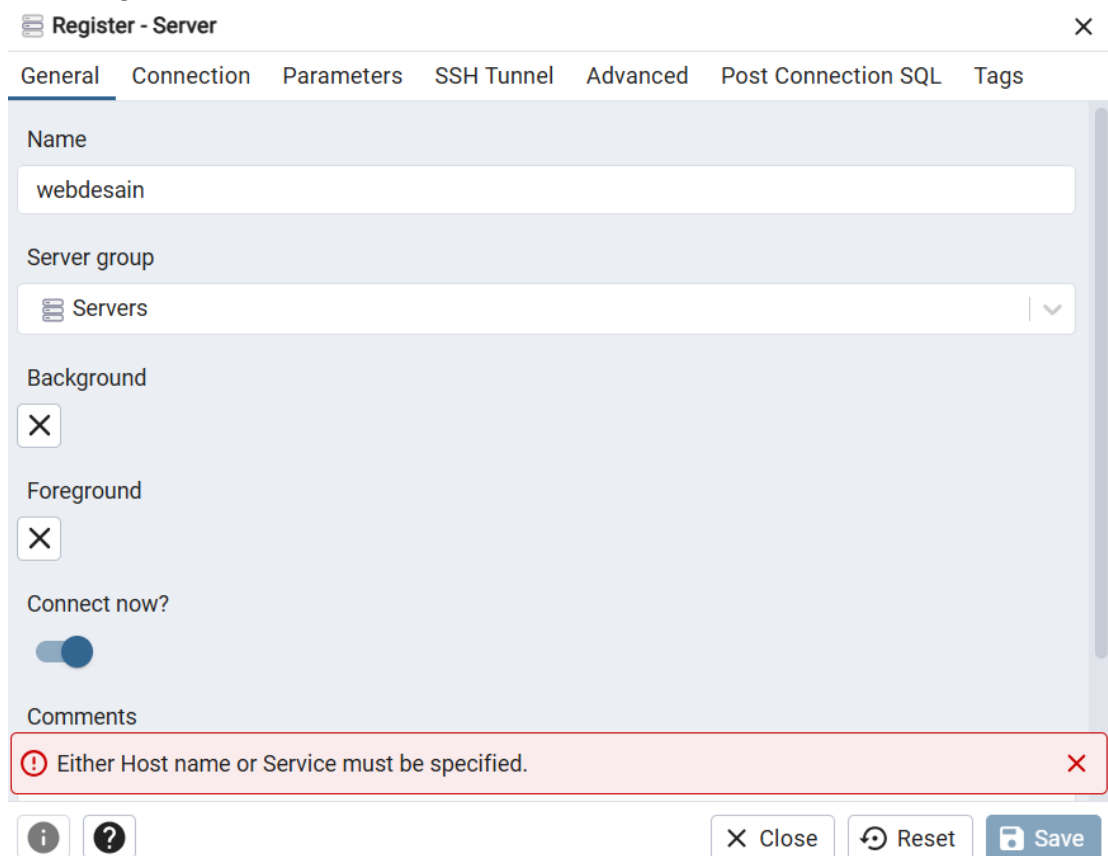 Register - Server
General Connection Parameters SSH Tunnel Advanced Post Connection SQL Tags
Name
webdesain
Server group
Servers
Background
Foreground
Connect now?
Comments
Either Host name or Service must be specified.
Close Reset Save